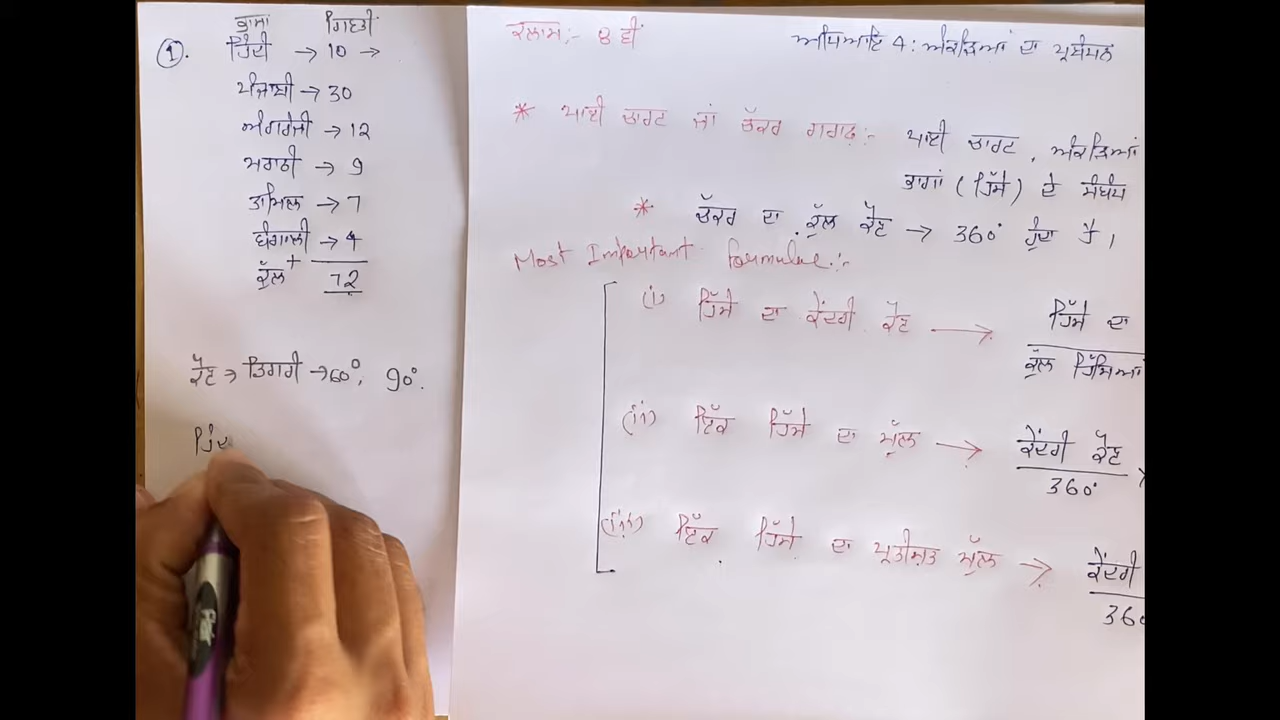 ਭਾਸ਼ਾ ਗਿਣਤੀ
①. ਹਿੰਦੀ → 10 →
ਪੰਜਾਬੀ → 30
ਅੰਗਰੇਜੀ → 12
ਮਰਾਠੀ → 9
ਤਾਮਿਲ → 7
ਬੰਗਾਲੀ → 4
+
ਕੁੱਲ 72
ਕੋਣ → ਡਿਗਰੀ → 60°, 90°.
ਹਿੰਦ
ਕਲਾਸ:- 8 ਵੀਂ
ਅਧਿਆਇ 4: ਅੰਕੜਿਆਂ ਦਾ ਪ੍ਰਬੰਧਨ
* ਪਾਈ ਚਾਰਟ ਜਾਂ ਚੱਕਰ ਗਰਾਫ਼:- ਪਾਈ ਚਾਰਟ, ਅੰਕੜਿਆਂ
ਭਾਗਾਂ (ਹਿੱਸੇ) ਦੇ ਸੰਬੰਧ
* ਚੱਕਰ ਦਾ ਕੁੱਲ ਕੋਣ → 360° ਹੁੰਦਾ ਹੈ।
Most Important formulae:-
(i) ਹਿੱਸੇ ਦਾ ਕੇਂਦਰੀ ਕੋਣ → ਹਿੱਸੇ ਦਾ
ਕੁੱਲ ਹਿੱਸਿਆਂ
(ii) ਇੱਕ ਹਿੱਸੇ ਦਾ ਮੁੱਲ → ਕੇਂਦਰੀ ਕੋਣ
360°
(iii) ਇੱਕ ਹਿੱਸੇ ਦਾ ਪ੍ਰਤੀਸ਼ਤ ਮੁੱਲ → ਕੇਂਦਰੀ
360